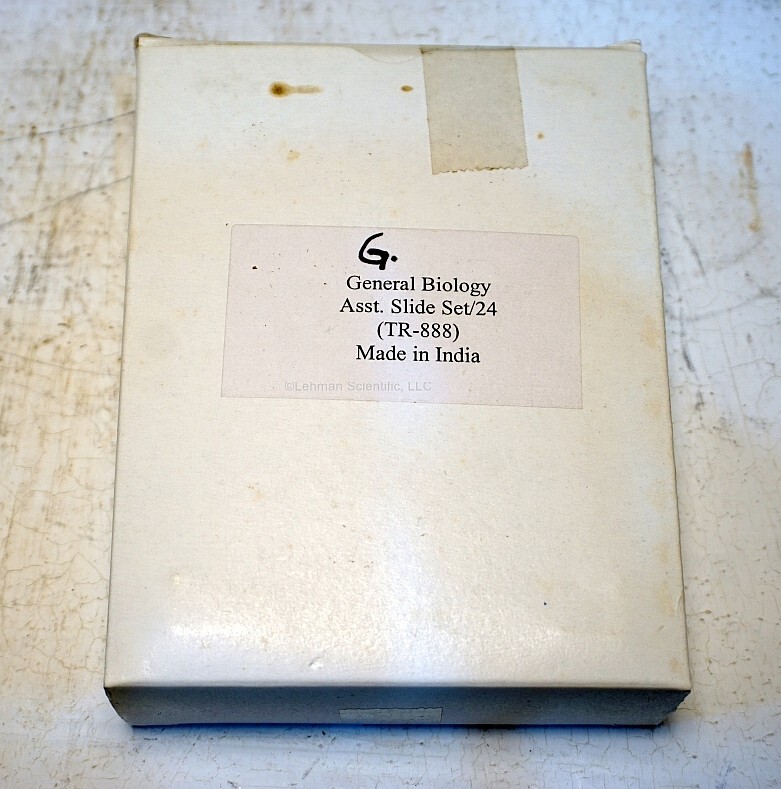 G.
General Biology
Asst. Slide Set/24
(TR-888)
Made in India
©Lehman Scientific, LLC